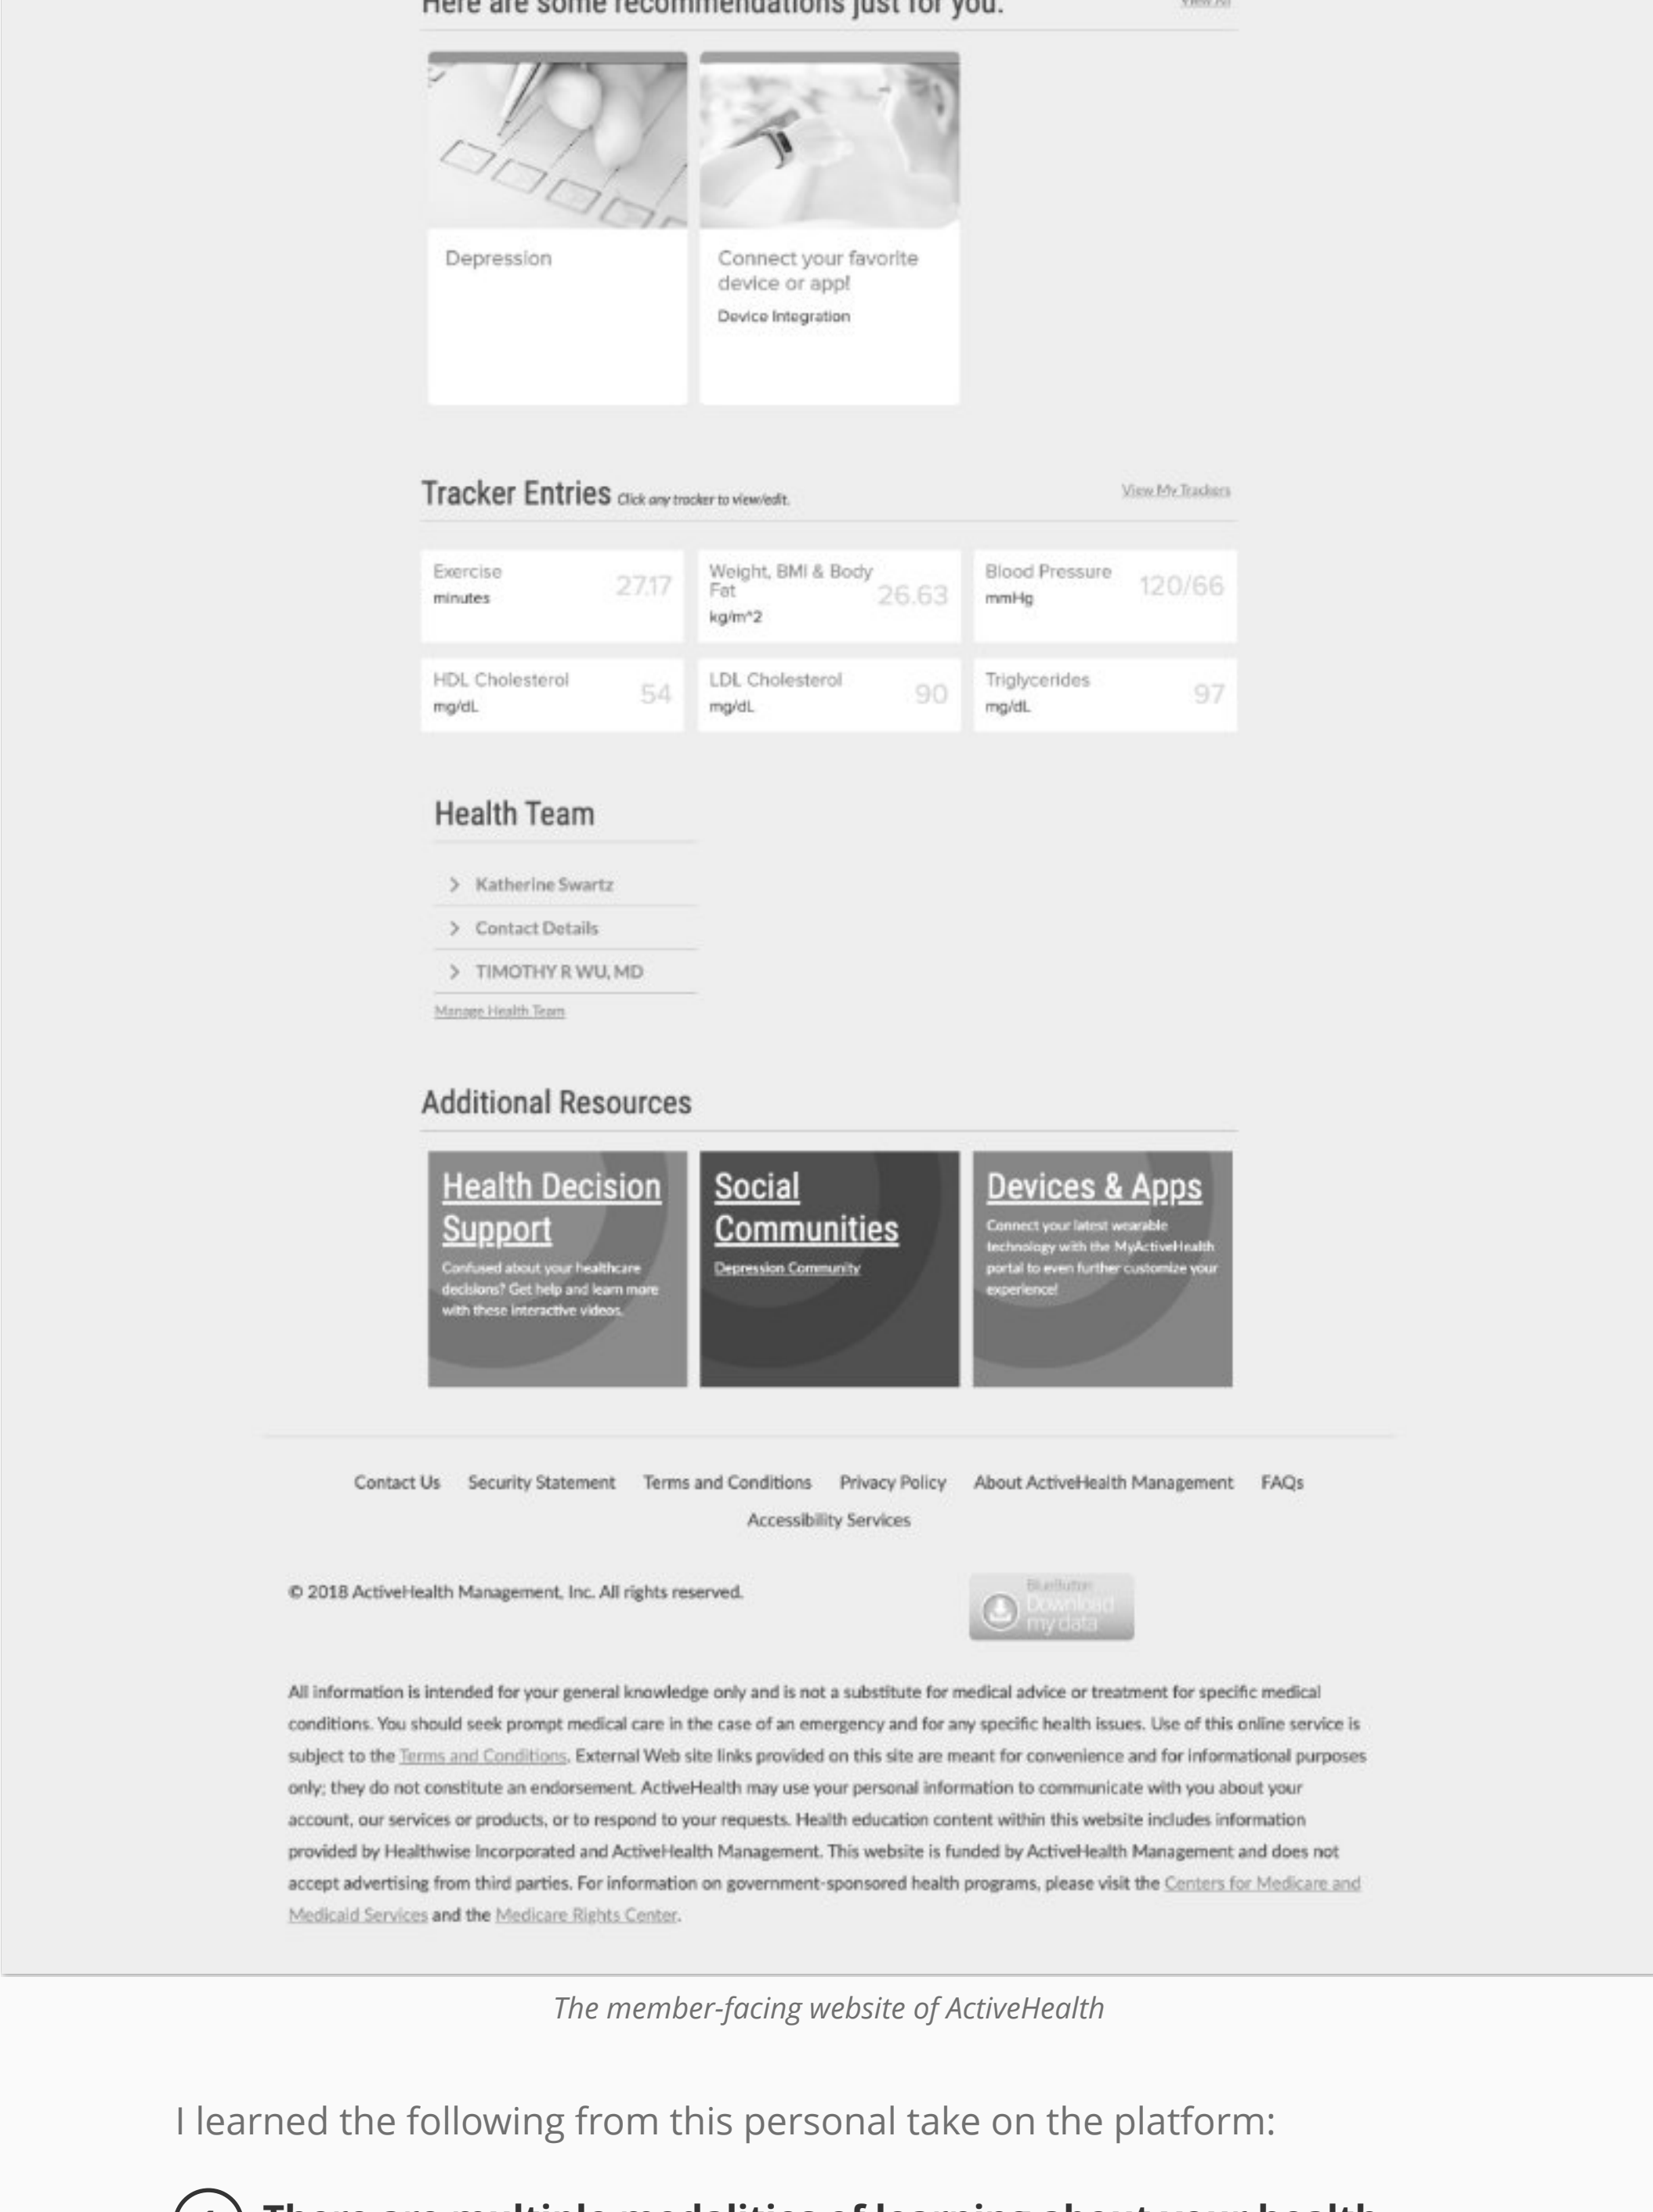 Here are some recommendations just for you.
View All
Depression
Connect your favorite
device or app!
Device Integration
Tracker Entries Click any tracker to view/edit.
View My Trackers
Exercise
minutes
27.17
Weight, BMI & Body
Fat
kg/m^2
26.63
Blood Pressure
mmHg
120/66
HDL Cholesterol
mg/dL
54
LDL Cholesterol
mg/dL
90
Triglycerides
mg/dL
97
Health Team
Katherine Swartz
Contact Details
TIMOTHY R WU, MD
Manage Health Team
Additional Resources
Health Decision
Support
Confused about your healthcare
decisions? Get help and learn more
with these interactive videos.
Social
Communities
Depression Community
Devices & Apps
Connect your latest wearable
technology with the MyActiveHealth
portal to even further customize your
experience!
Contact Us Security Statement Terms and Conditions Privacy Policy About ActiveHealth Management FAQs
Accessibility Services
© 2018 ActiveHealth Management, Inc. All rights reserved.
BlueButton
Download
my data
All information is intended for your general knowledge only and is not a substitute for medical advice or treatment for specific medical
conditions. You should seek prompt medical care in the case of an emergency and for any specific health issues. Use of this online service is
subject to the Terms and Conditions. External Web site links provided on this site are meant for convenience and for informational purposes
only; they do not constitute an endorsement. ActiveHealth may use your personal information to communicate with you about your
account, our services or products, or to respond to your requests. Health education content within this website includes information
provided by Healthwise Incorporated and ActiveHealth Management. This website is funded by ActiveHealth Management and does not
accept advertising from third parties. For information on government-sponsored health programs, please visit the Centers for Medicare and
Medicaid Services and the Medicare Rights Center.
The member-facing website of ActiveHealth
I learned the following from this personal take on the platform:
There are multiple modalities of learning about your health